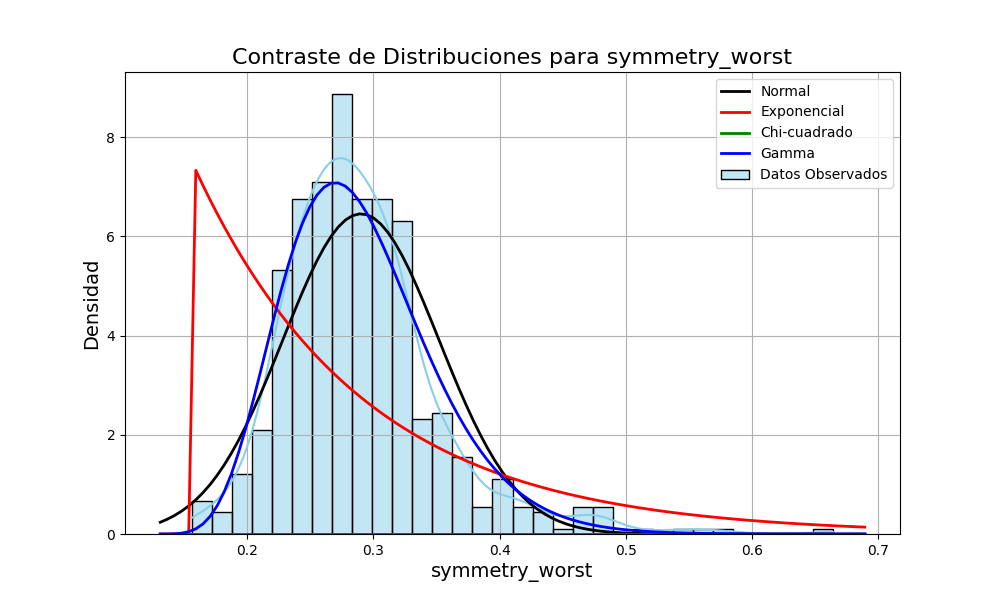 Contraste de Distribuciones para symmetry_worst
Normal
Exponencial
Chi-cuadrado
Gamma
Datos Observados
Densidad
8
6
4
2
0
0.2 0.3 0.4 0.5 0.6 0.7
symmetry_worst